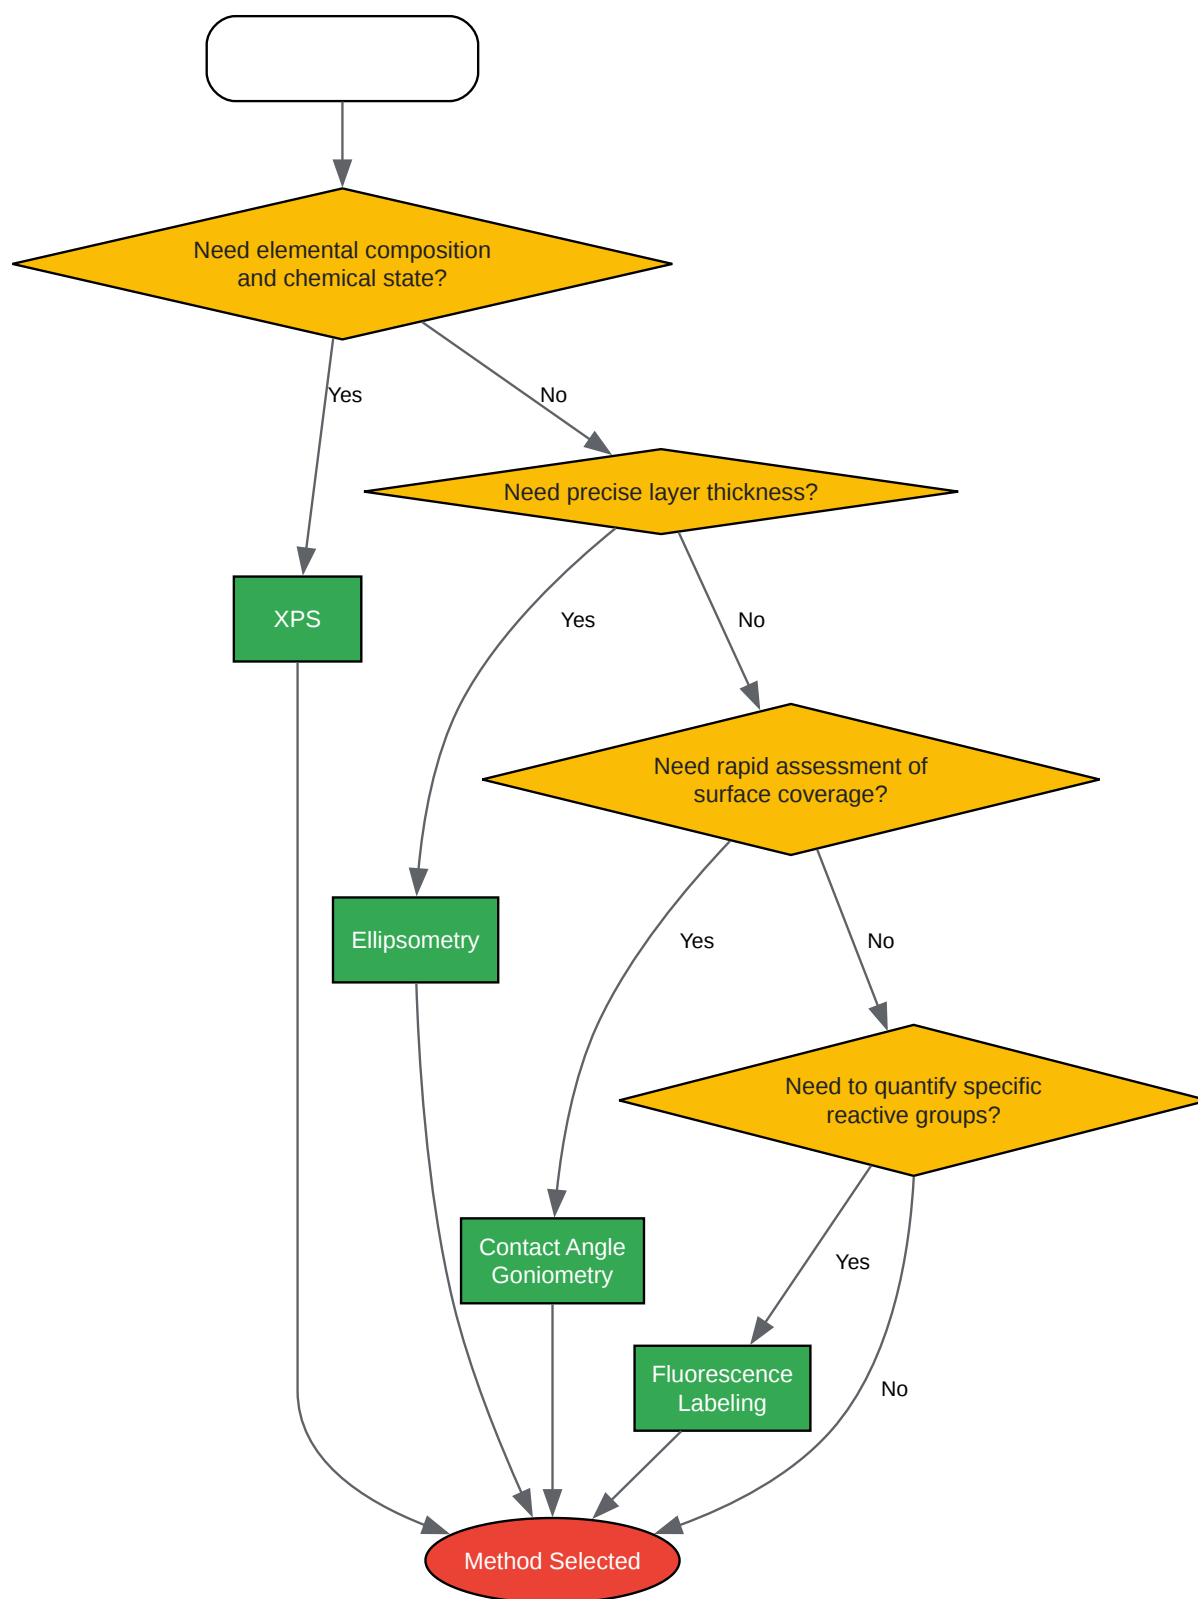 Need elemental composition
and chemical state?
Yes
No
Need precise layer thickness?
XPS
Yes
No
Need rapid assessment of
surface coverage?
Ellipsometry
Yes
No
Need to quantify specific
reactive groups?
Contact Angle
Goniometry
Yes
Fluorescence
Labeling
No
Method Selected